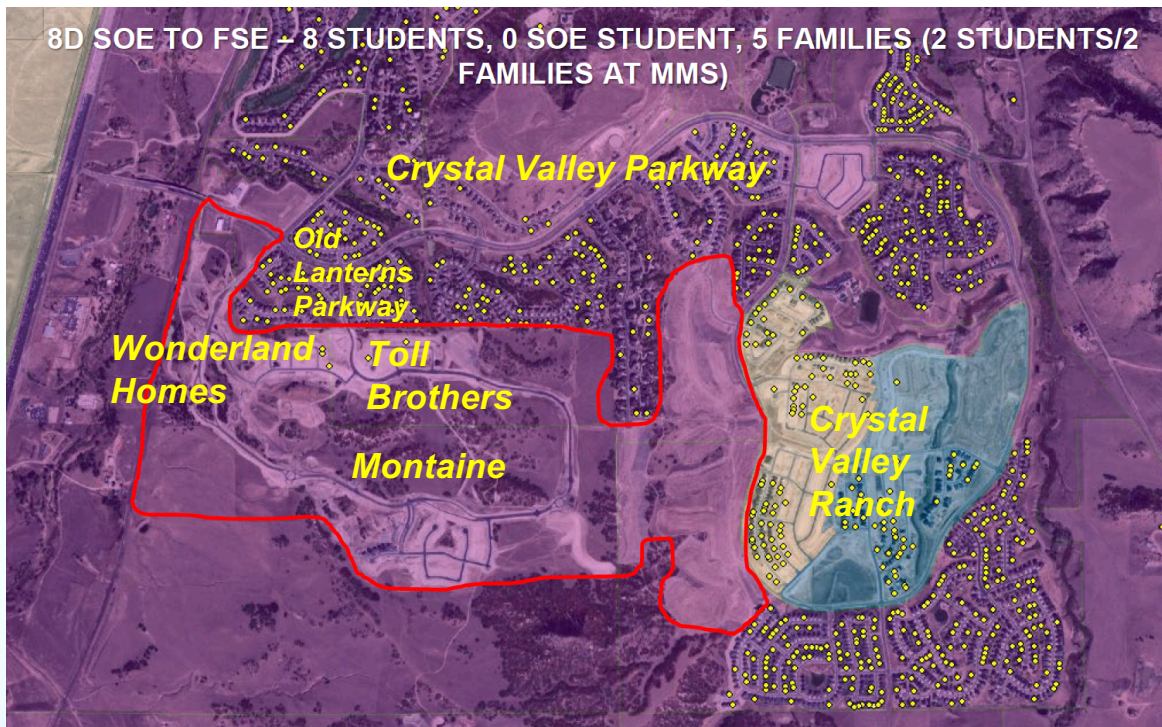 8D SOE TO FSE – 8 STUDENTS, 0 SOE STUDENT, 5 FAMILIES (2 STUDENTS/2
FAMILIES AT MMS)
Crystal Valley Parkway
Old
Lanterns
Parkway
Wonderland
Homes
Toll
Brothers
Montaine
Crystal
Valley
Ranch